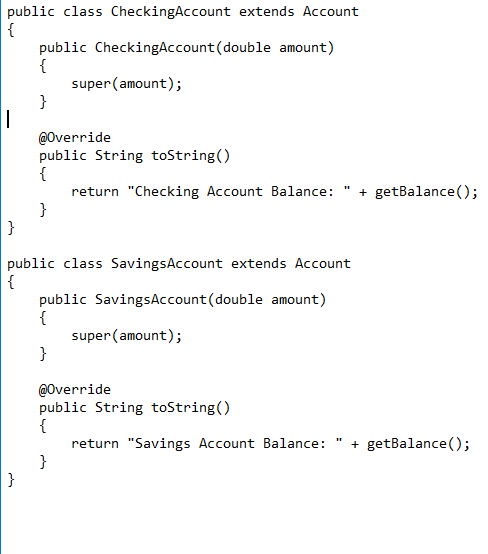 public class CheckingAccount extends Account
{
    public CheckingAccount(double amount)
    {
        super(amount);
    }

    @Override
    public String toString()
    {
        return "Checking Account Balance: " + getBalance();
    }
}

public class SavingsAccount extends Account
{
    public SavingsAccount(double amount)
    {
        super(amount);
    }

    @Override
    public String toString()
    {
        return "Savings Account Balance: " + getBalance();
    }
}